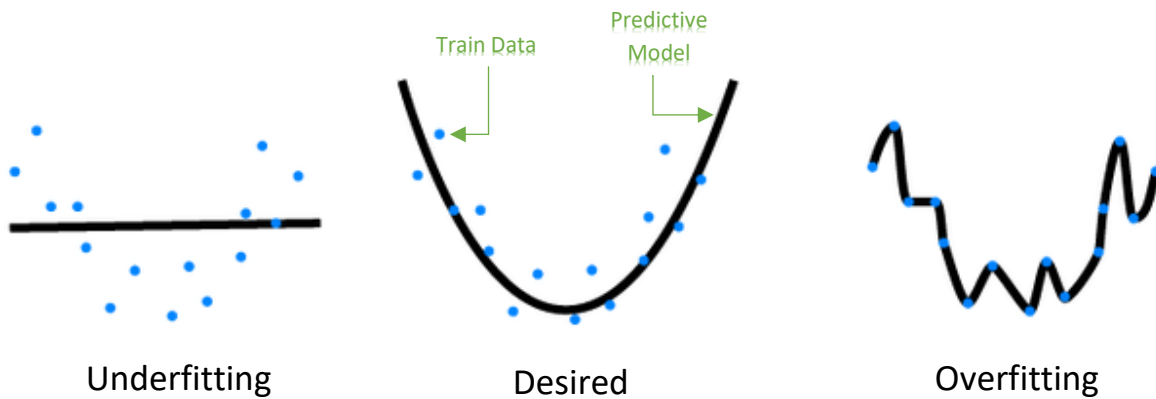 Train Data
Predictive
Model
Underfitting
Desired
Overfitting